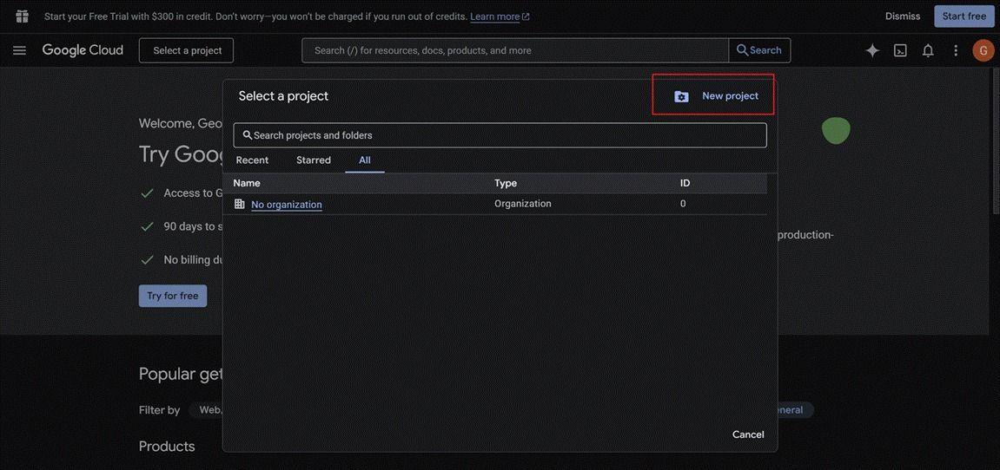 Start your Free Trial with $300 in credit. Don't worry—you won't be charged if you run out of credits. Learn more
Dismiss
Start free
Google Cloud
Select a project
Search (/) for resources, docs, products, and more
Search
G
Select a project
New project
Welcome, Geo
Search projects and folders
Try Goog
Recent Starred All
Name Type ID
Access to G
No organization Organization 0
90 days to s
production-
No billing du
Try for free
Popular get
Filter by
Web,
eneral
Cancel
Products